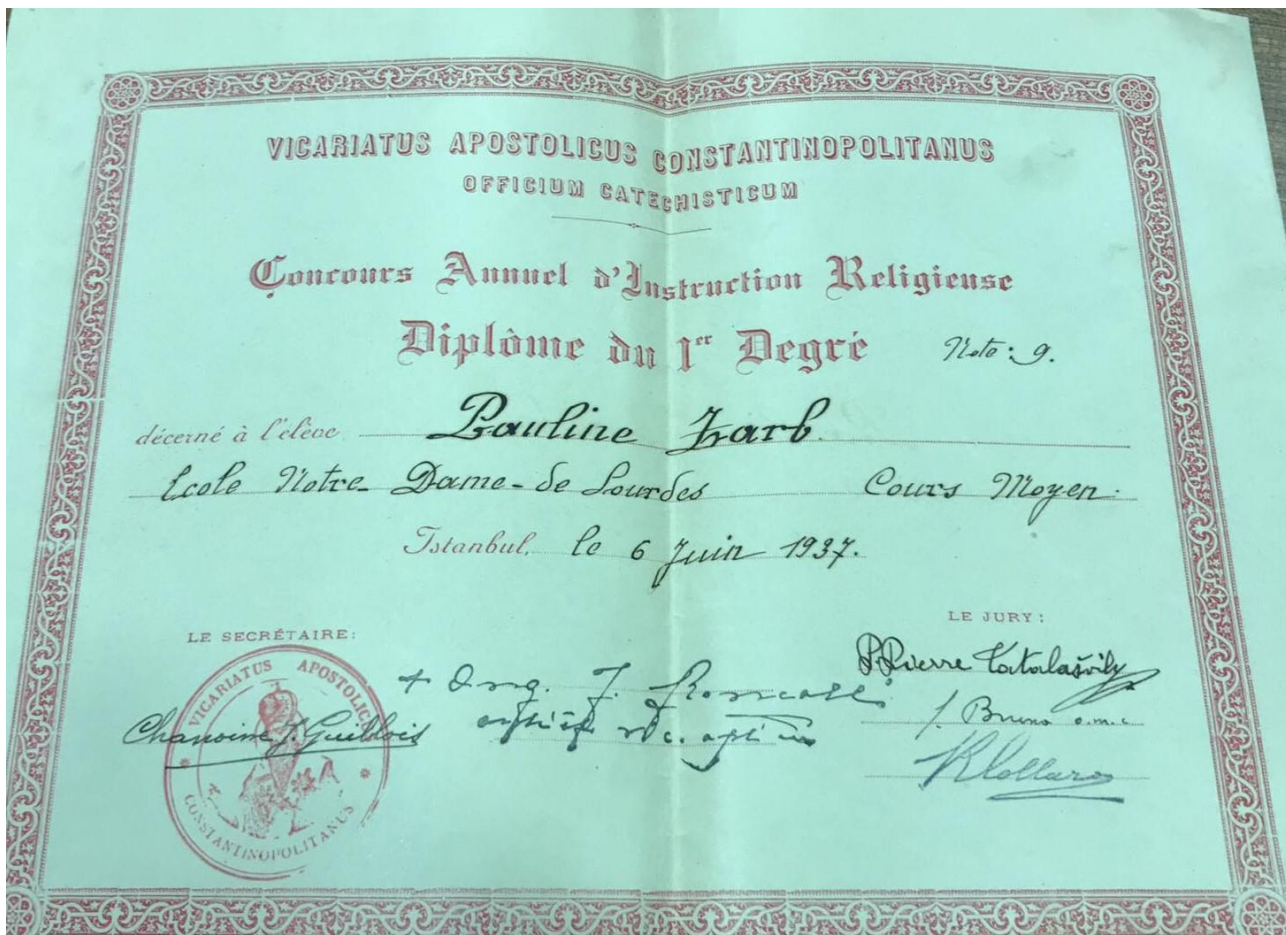 VICARIATUS APOSTOLICUS CONSTANTINOPOLITANUS
OFFICIUM CATECHISTICUM
Concours Annuel d'Instruction Religieuse
Diplôme du 1er Degré Note: 9.
décerné à l'élève Pauline Zarb.
Ecole Notre-Dame-de Lourdes Cours Moyen.
Istanbul, le 6 Juin 1937.
LE SECRÉTAIRE:
LE JURY:
VICARIATUS APOSTOLICUS CONSTANTINOPOLITANUS
Chanoine J. Guillois
+ Ang. J. Roncalli
P. Pierre Tatalašvily
f. Bruno o.m.c.